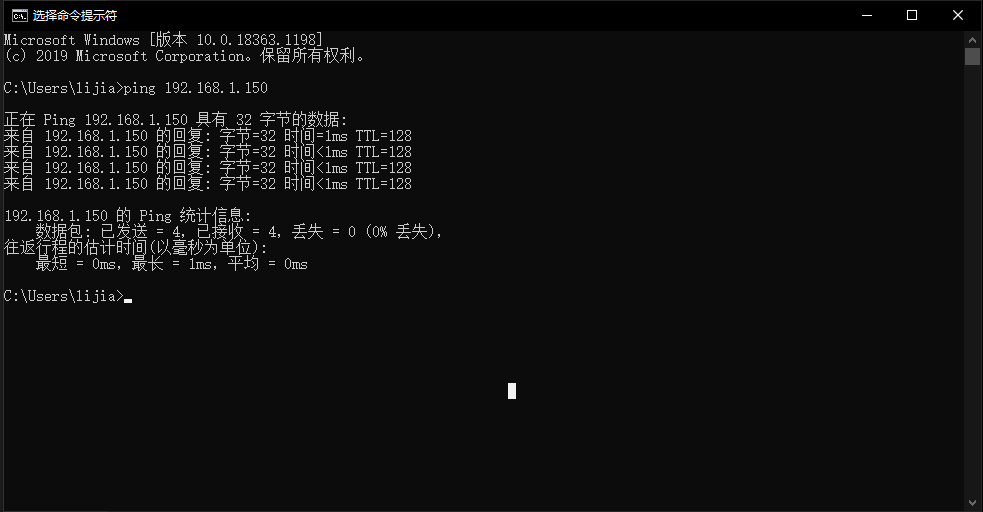 选择命令提示符
Microsoft Windows [版本 10.0.18363.1198]
(c) 2019 Microsoft Corporation。保留所有权利。
C:\Users\lijia>ping 192.168.1.150
正在 Ping 192.168.1.150 具有 32 字节的数据:
来自 192.168.1.150 的回复: 字节=32 时间=1ms TTL=128
来自 192.168.1.150 的回复: 字节=32 时间<1ms TTL=128
来自 192.168.1.150 的回复: 字节=32 时间<1ms TTL=128
来自 192.168.1.150 的回复: 字节=32 时间<1ms TTL=128
192.168.1.150 的 Ping 统计信息:
    数据包: 已发送 = 4，已接收 = 4，丢失 = 0 (0% 丢失)，
往返行程的估计时间(以毫秒为单位):
    最短 = 0ms，最长 = 1ms，平均 = 0ms
C:\Users\lijia>